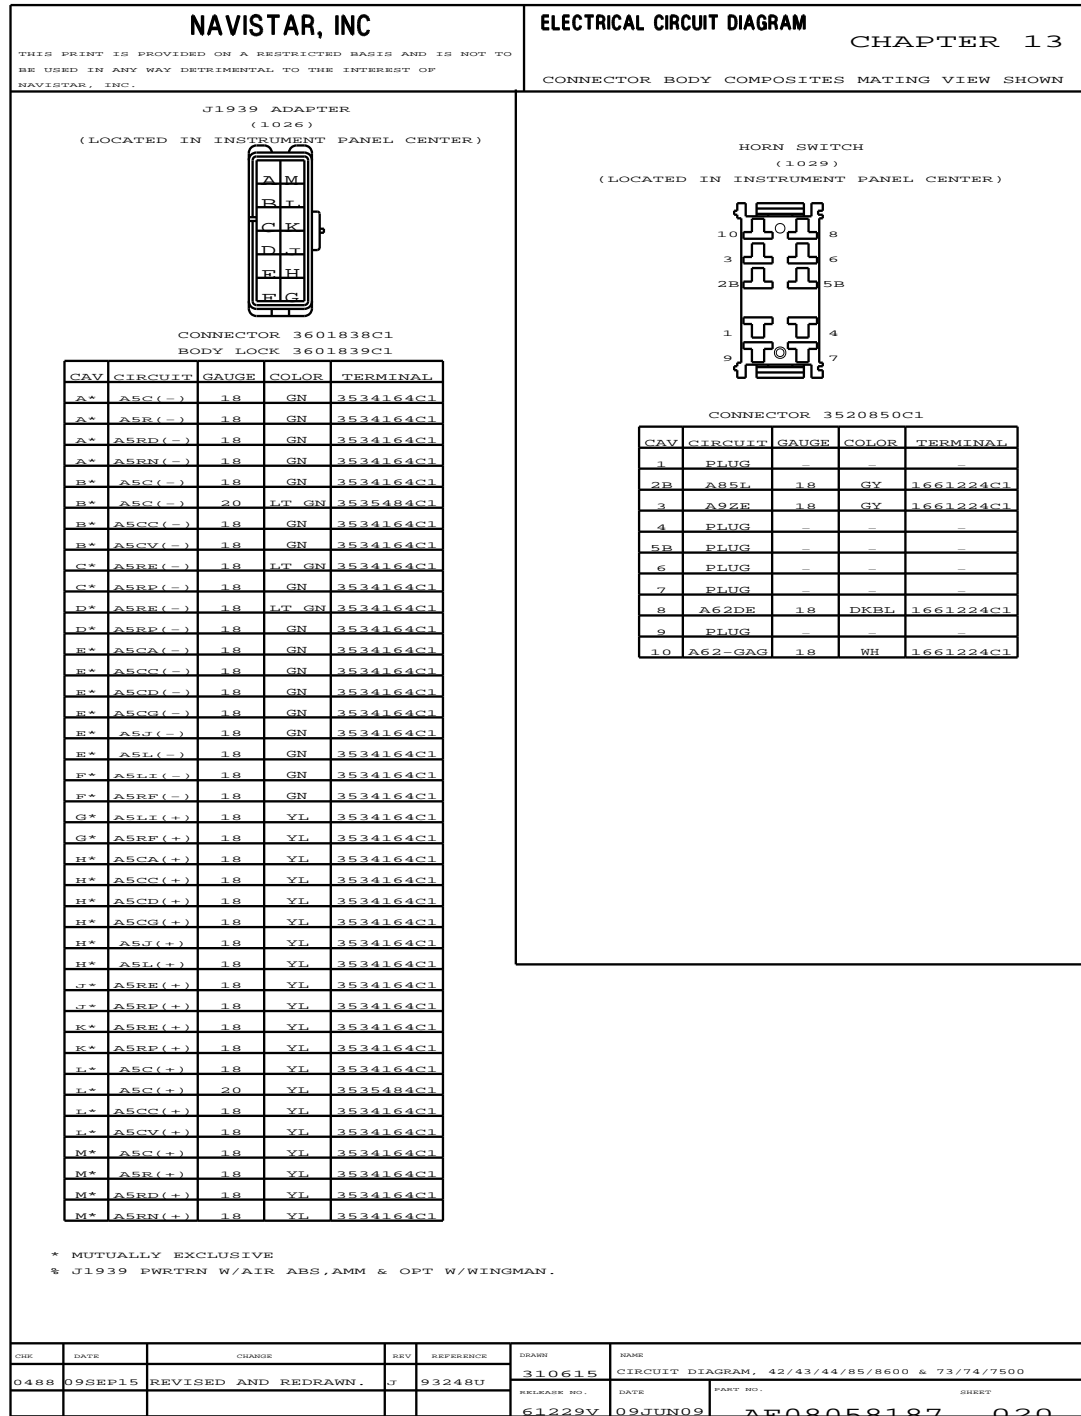 NAVISTAR, INC
THIS PRINT IS PROVIDED ON A RESTRICTED BASIS AND IS NOT TO
BE USED IN ANY WAY DETRIMENTAL TO THE INTEREST OF
NAVISTAR, INC.
ELECTRICAL CIRCUIT DIAGRAM
CHAPTER 13
CONNECTOR BODY COMPOSITES MATING VIEW SHOWN
J1939 ADAPTER
(1026)
(LOCATED IN INSTRUMENT PANEL CENTER)
A M
B L
C K
D J
E H
F G
CONNECTOR 3601838C1
BODY LOCK 3601839C1
CAV CIRCUIT GAUGE COLOR TERMINAL
A* A5C(-) 18 GN 3534164C1
A* A5R(-) 18 GN 3534164C1
A* A5RD(-) 18 GN 3534164C1
A* A5RN(-) 18 GN 3534164C1
B* A5C(-) 18 GN 3534164C1
B* A5C(-) 20 LT GN 3535484C1
B* A5CC(-) 18 GN 3534164C1
B* A5CV(-) 18 GN 3534164C1
C* A5RE(-) 18 LT GN 3534164C1
C* A5RP(-) 18 GN 3534164C1
D* A5RE(-) 18 LT GN 3534164C1
D* A5RP(-) 18 GN 3534164C1
E* A5CA(-) 18 GN 3534164C1
E* A5CC(-) 18 GN 3534164C1
E* A5CD(-) 18 GN 3534164C1
E* A5CG(-) 18 GN 3534164C1
E* A5J(-) 18 GN 3534164C1
E* A5L(-) 18 GN 3534164C1
F* A5LI(-) 18 GN 3534164C1
F* A5RF(-) 18 GN 3534164C1
G* A5LI(+) 18 YL 3534164C1
G* A5RF(+) 18 YL 3534164C1
H* A5CA(+) 18 YL 3534164C1
H* A5CC(+) 18 YL 3534164C1
H* A5CD(+) 18 YL 3534164C1
H* A5CG(+) 18 YL 3534164C1
H* A5J(+) 18 YL 3534164C1
H* A5L(+) 18 YL 3534164C1
J* A5RE(+) 18 YL 3534164C1
J* A5RP(+) 18 YL 3534164C1
K* A5RE(+) 18 YL 3534164C1
K* A5RP(+) 18 YL 3534164C1
L* A5C(+) 18 YL 3534164C1
L* A5C(+) 20 YL 3535484C1
L* A5CC(+) 18 YL 3534164C1
L* A5CV(+) 18 YL 3534164C1
M* A5C(+) 18 YL 3534164C1
M* A5R(+) 18 YL 3534164C1
M* A5RD(+) 18 YL 3534164C1
M* A5RN(+) 18 YL 3534164C1
* MUTUALLY EXCLUSIVE
% J1939 PWRTRN W/AIR ABS,AMM & OPT W/WINGMAN.
HORN SWITCH
(1029)
(LOCATED IN INSTRUMENT PANEL CENTER)
10 8
3 6
2B 5B
1 4
9 7
CONNECTOR 3520850C1
CAV CIRCUIT GAUGE COLOR TERMINAL
1 PLUG - - -
2B A85L 18 GY 1661224C1
3 A9ZE 18 GY 1661224C1
4 PLUG - - -
5B PLUG - - -
6 PLUG - - -
7 PLUG - - -
8 A62DE 18 DKBL 1661224C1
9 PLUG - - -
10 A62-GAG 18 WH 1661224C1
CHK DATE CHANGE REV REFERENCE
0488 09SEP15 REVISED AND REDRAWN. J 93248U
DRAWN NAME
310615 CIRCUIT DIAGRAM, 42/43/44/85/8600 & 73/74/7500
RELEASE NO. DATE PART NO. SHEET
61229V 09JUN09 AE08058187 020